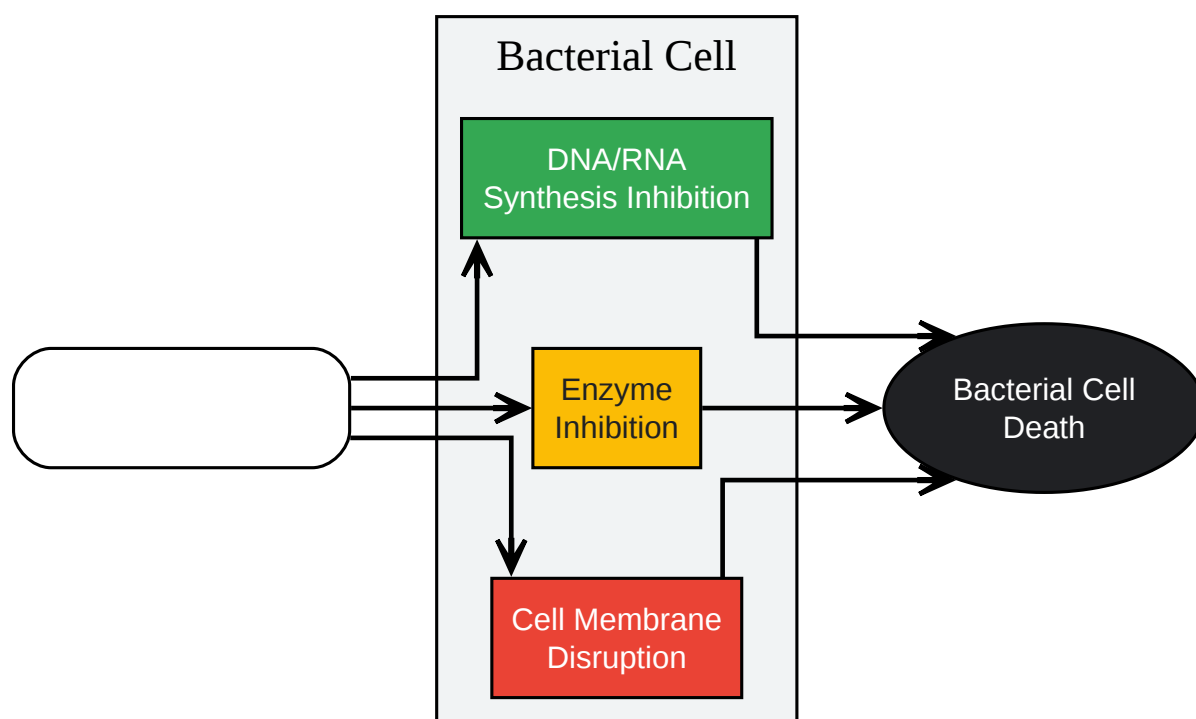 Bacterial Cell
DNA/RNA
Synthesis Inhibition
Enzyme
Inhibition
Bacterial Cell
Death
Cell Membrane
Disruption